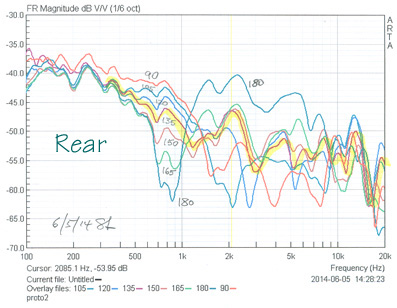 FR Magnitude dB V/V (1/6 oct)
-30.0
A
R
T
A
-35.0
90
180
-40.0
105
-45.0
120
135
-50.0
Rear
150
-55.0
165
-60.0
180
-65.0
6/5/14 SL
-70.0
100 200 500 1k 2k 5k 10k 20k
Cursor: 2085.1 Hz, -53.95 dB Frequency (Hz)
Current file: Untitled 2014-06-05 14:28:23
Overlay files: 105 120 135 150 165 180 90
proto2